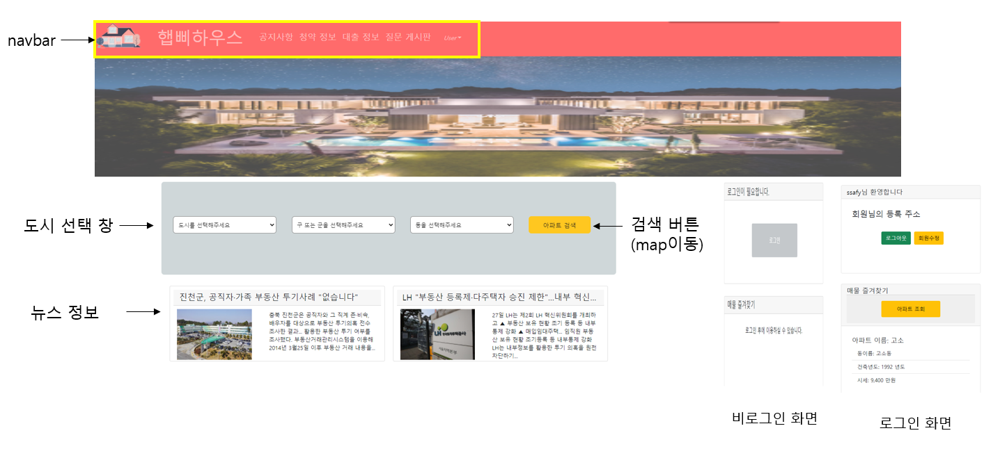 navbar
햅삐하우스
공지사항 청약 정보 대출 정보 질문 게시판 User
도시 선택 창
도시를 선택해주세요
구 또는 군을 선택해주세요
동을 선택해주세요
아파트 검색
검색 버튼
(map이동)
뉴스 정보
진천군, 공직자·가족 부동산 투기사례 "없습니다"
충북 진천군은 공직자와 그 직계 존·비속,
배우자를 대상으로 부동산 투기의혹 전수
조사한 결과... 활용한 부동산 투기 여부를
조사했다. 부동산거래관리시스템을 이용해
2014년 3월25일 이후 부동산 거래 내용을...
LH "부동산 등록제·다주택자 승진 제한"...내부 혁신...
LH 한국토지주택공사
서울지역본부
27일 LH는 제2회 LH 혁신위원회를 개최하
고 ▲ 부동산 보유 현황 조기 등록 등 내부
통제 강화 ▲ 매입임대주택... 임직원 부동
산 보유 현황 조기등록 등 내부통제 강화
LH는 내부정보를 활용한 투기 의혹을 원천
차단하기...
로그인이 필요합니다.
로그인
매물 즐겨찾기
로그인 후에 이용하실 수 있습니다.
비로그인 화면
ssafy님 환영합니다
회원님의 등록 주소
로그아웃
회원수정
매물 즐겨찾기
아파트 조회
아파트 이름: 고소
동이름: 고소동
건축년도: 1992 년도
시세: 9,400 만원
로그인 화면